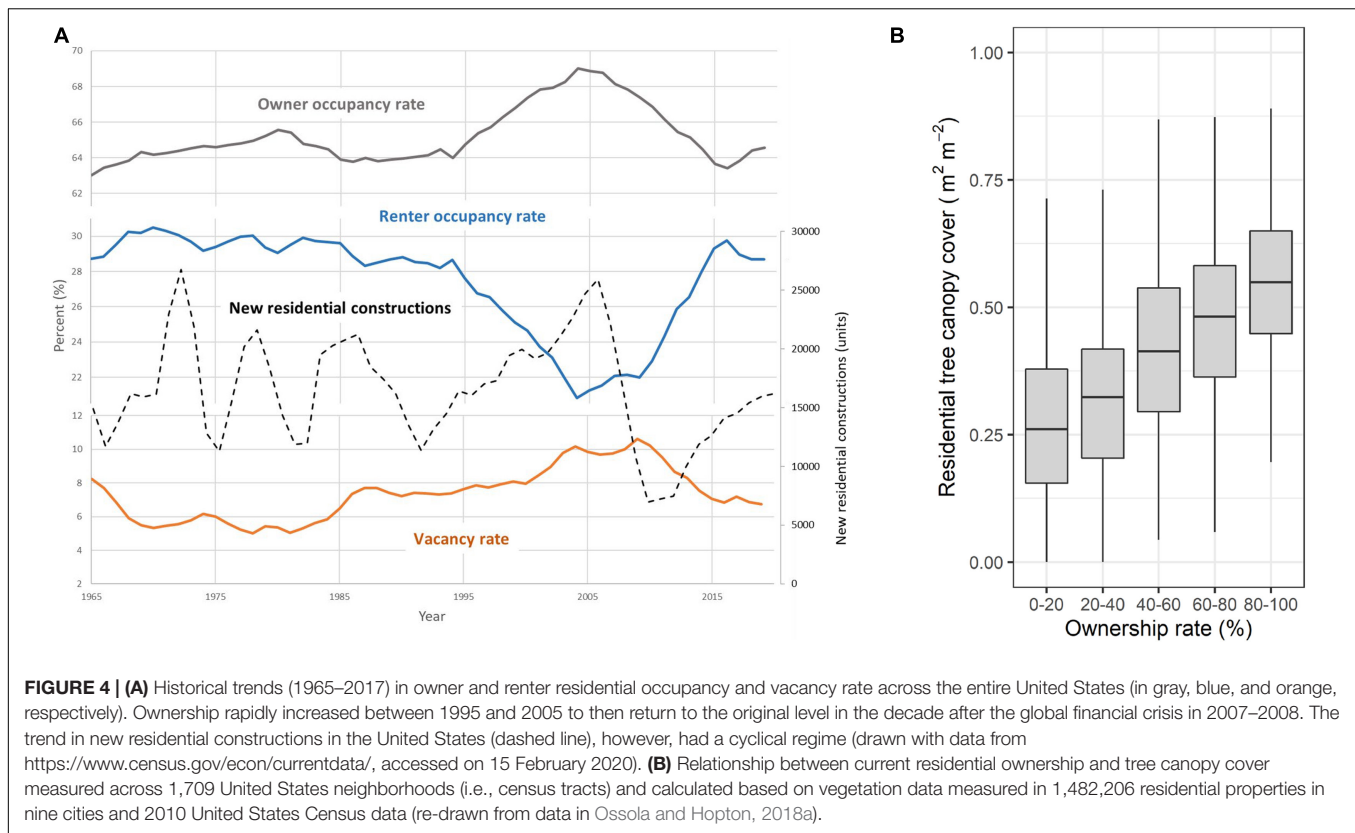 A
70
68
66
64
62
Owner occupancy rate
Renter occupancy rate
30
28
26
24
22
12
10
8
6
4
2
Percent (%)
New residential constructions
Vacancy rate
30000
25000
20000
15000
10000
5000
0
New residential constructions (units)
1965
1975
1985
1995
2005
2015
Year
B
1.00
0.75
0.50
0.25
0.00
Residential tree canopy cover ( m² m⁻²)
0-20
20-40
40-60
60-80
80-100
Ownership rate (%)
FIGURE 4 | (A) Historical trends (1965–2017) in owner and renter residential occupancy and vacancy rate across the entire United States (in gray, blue, and orange,
respectively). Ownership rapidly increased between 1995 and 2005 to then return to the original level in the decade after the global financial crisis in 2007–2008. The
trend in new residential constructions in the United States (dashed line), however, had a cyclical regime (drawn with data from
https://www.census.gov/econ/currentdata/, accessed on 15 February 2020). (B) Relationship between current residential ownership and tree canopy cover
measured across 1,709 United States neighborhoods (i.e., census tracts) and calculated based on vegetation data measured in 1,482,206 residential properties in
nine cities and 2010 United States Census data (re-drawn from data in Ossola and Hopton, 2018a).